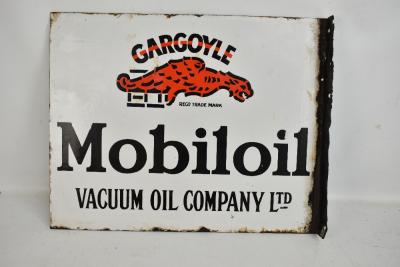 GARGOYLE
REGD TRADE MARK
Mobiloil
VACUUM OIL COMPANY LTD